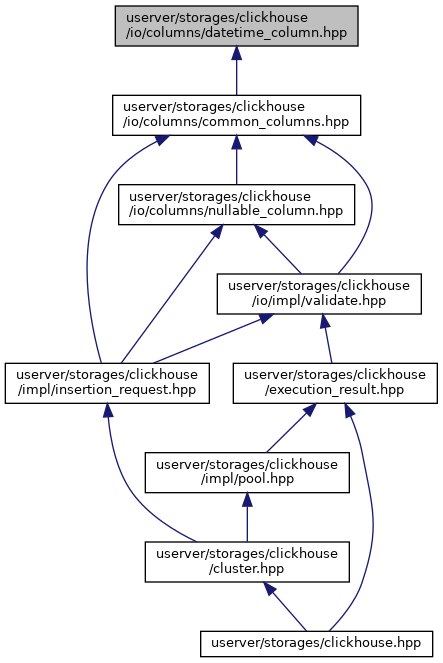 userver/storages/clickhouse
/io/columns/datetime_column.hpp
userver/storages/clickhouse
/io/columns/common_columns.hpp
userver/storages/clickhouse
/io/columns/nullable_column.hpp
userver/storages/clickhouse
/io/impl/validate.hpp
userver/storages/clickhouse
/impl/insertion_request.hpp
userver/storages/clickhouse
/execution_result.hpp
userver/storages/clickhouse
/impl/pool.hpp
userver/storages/clickhouse
/cluster.hpp
userver/storages/clickhouse.hpp